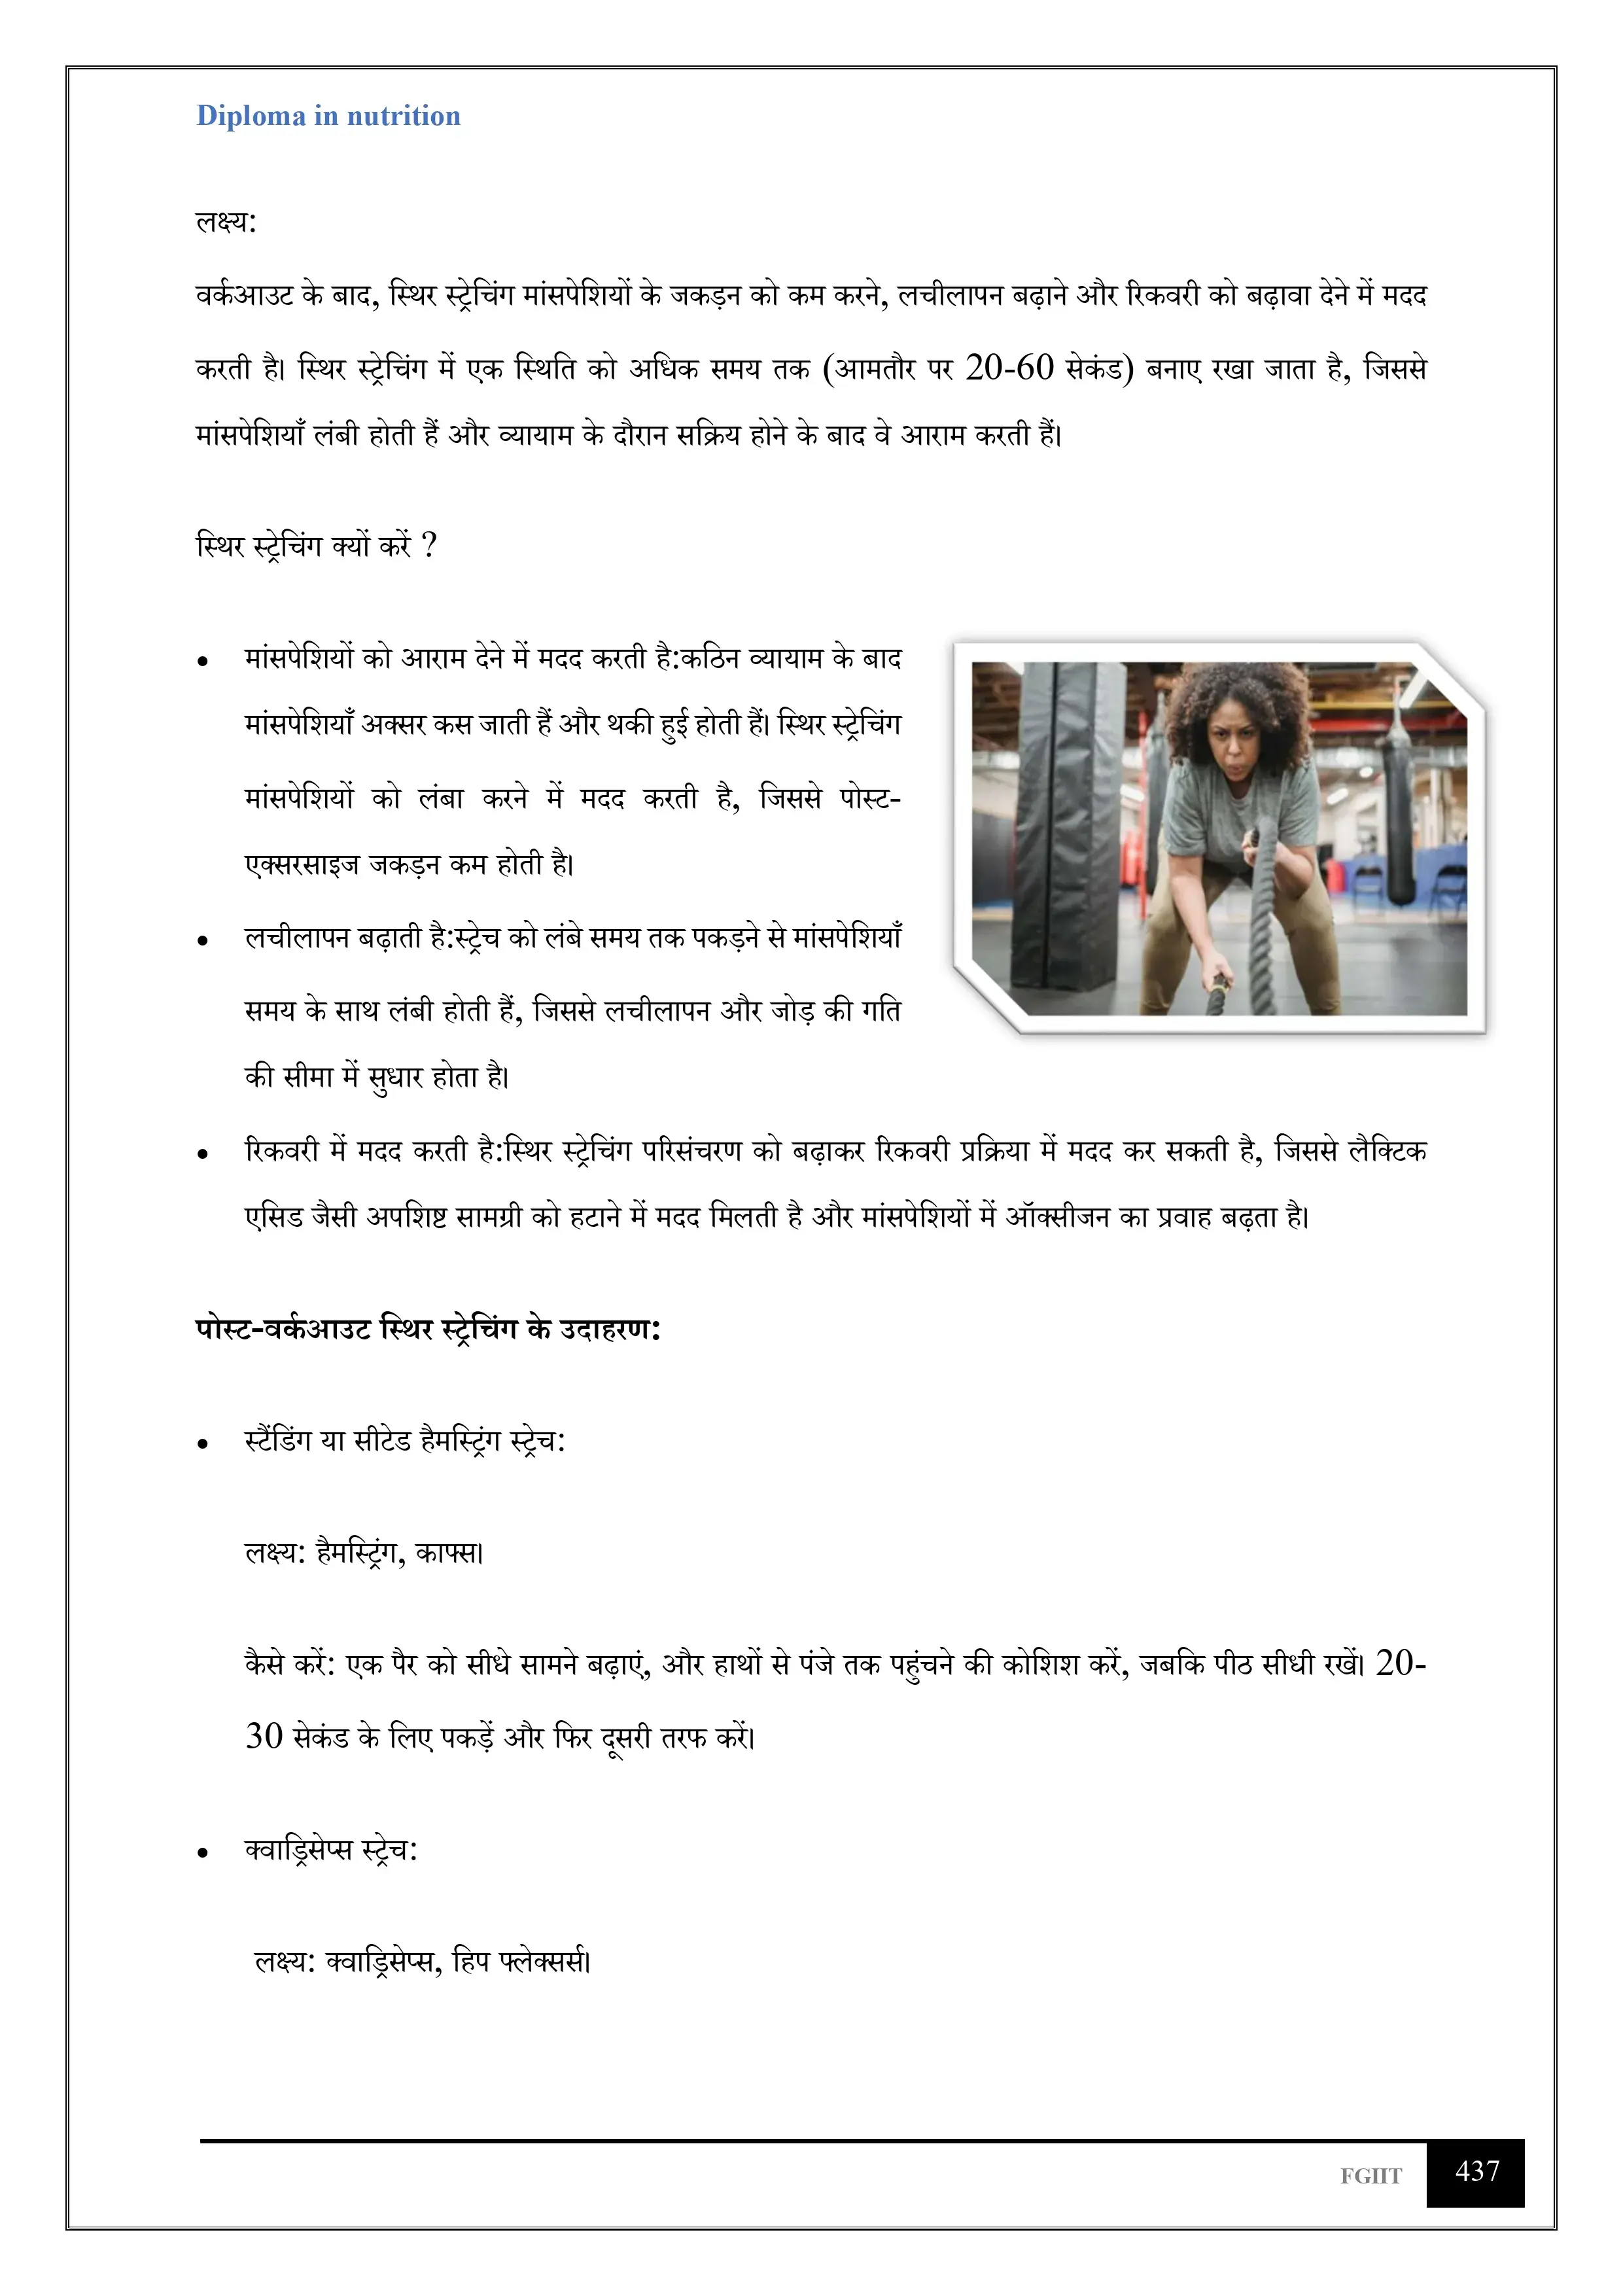 Diploma in nutrition
लक्ष्य:
वर्कआउट के बाद, स्थिर स्ट्रेचिंग मांसपेशियों के जकड़न को कम करने, लचीलापन बढ़ाने और रिकवरी को बढ़ावा देने में मदद
करती है। स्थिर स्ट्रेचिंग में एक स्थिति को अधिक समय तक (आमतौर पर 20-60 सेकंड) बनाए रखा जाता है, जिससे
मांसपेशियाँ लंबी होती हैं और व्यायाम के दौरान सक्रिय होने के बाद वे आराम करती हैं।
स्थिर स्ट्रेचिंग क्यों करें ?
• मांसपेशियों को आराम देने में मदद करती है:कठिन व्यायाम के बाद
मांसपेशियाँ अक्सर कस जाती हैं और थकी हुई होती हैं। स्थिर स्ट्रेचिंग
मांसपेशियों को लंबा करने में मदद करती है, जिससे पोस्ट-
एक्सरसाइज जकड़न कम होती है।
• लचीलापन बढ़ाती है:स्ट्रेच को लंबे समय तक पकड़ने से मांसपेशियाँ
समय के साथ लंबी होती हैं, जिससे लचीलापन और जोड़ की गति
की सीमा में सुधार होता है।
• रिकवरी में मदद करती है:स्थिर स्ट्रेचिंग परिसंचरण को बढ़ाकर रिकवरी प्रक्रिया में मदद कर सकती है, जिससे लैक्टिक
एसिड जैसी अपशिष्ट सामग्री को हटाने में मदद मिलती है और मांसपेशियों में ऑक्सीजन का प्रवाह बढ़ता है।
पोस्ट-वर्कआउट स्थिर स्ट्रेचिंग के उदाहरण:
• स्टैंडिंग या सीटेड हैमस्ट्रिंग स्ट्रेच:
लक्ष्य: हैमस्ट्रिंग, काफ्स।
कैसे करें: एक पैर को सीधे सामने बढ़ाएं, और हाथों से पंजे तक पहुंचने की कोशिश करें, जबकि पीठ सीधी रखें। 20-
30 सेकंड के लिए पकड़ें और फिर दूसरी तरफ करें।
• क्वाड्रिसेप्स स्ट्रेच:
लक्ष्य: क्वाड्रिसेप्स, हिप फ्लेक्सर्स।
FGIIT 437